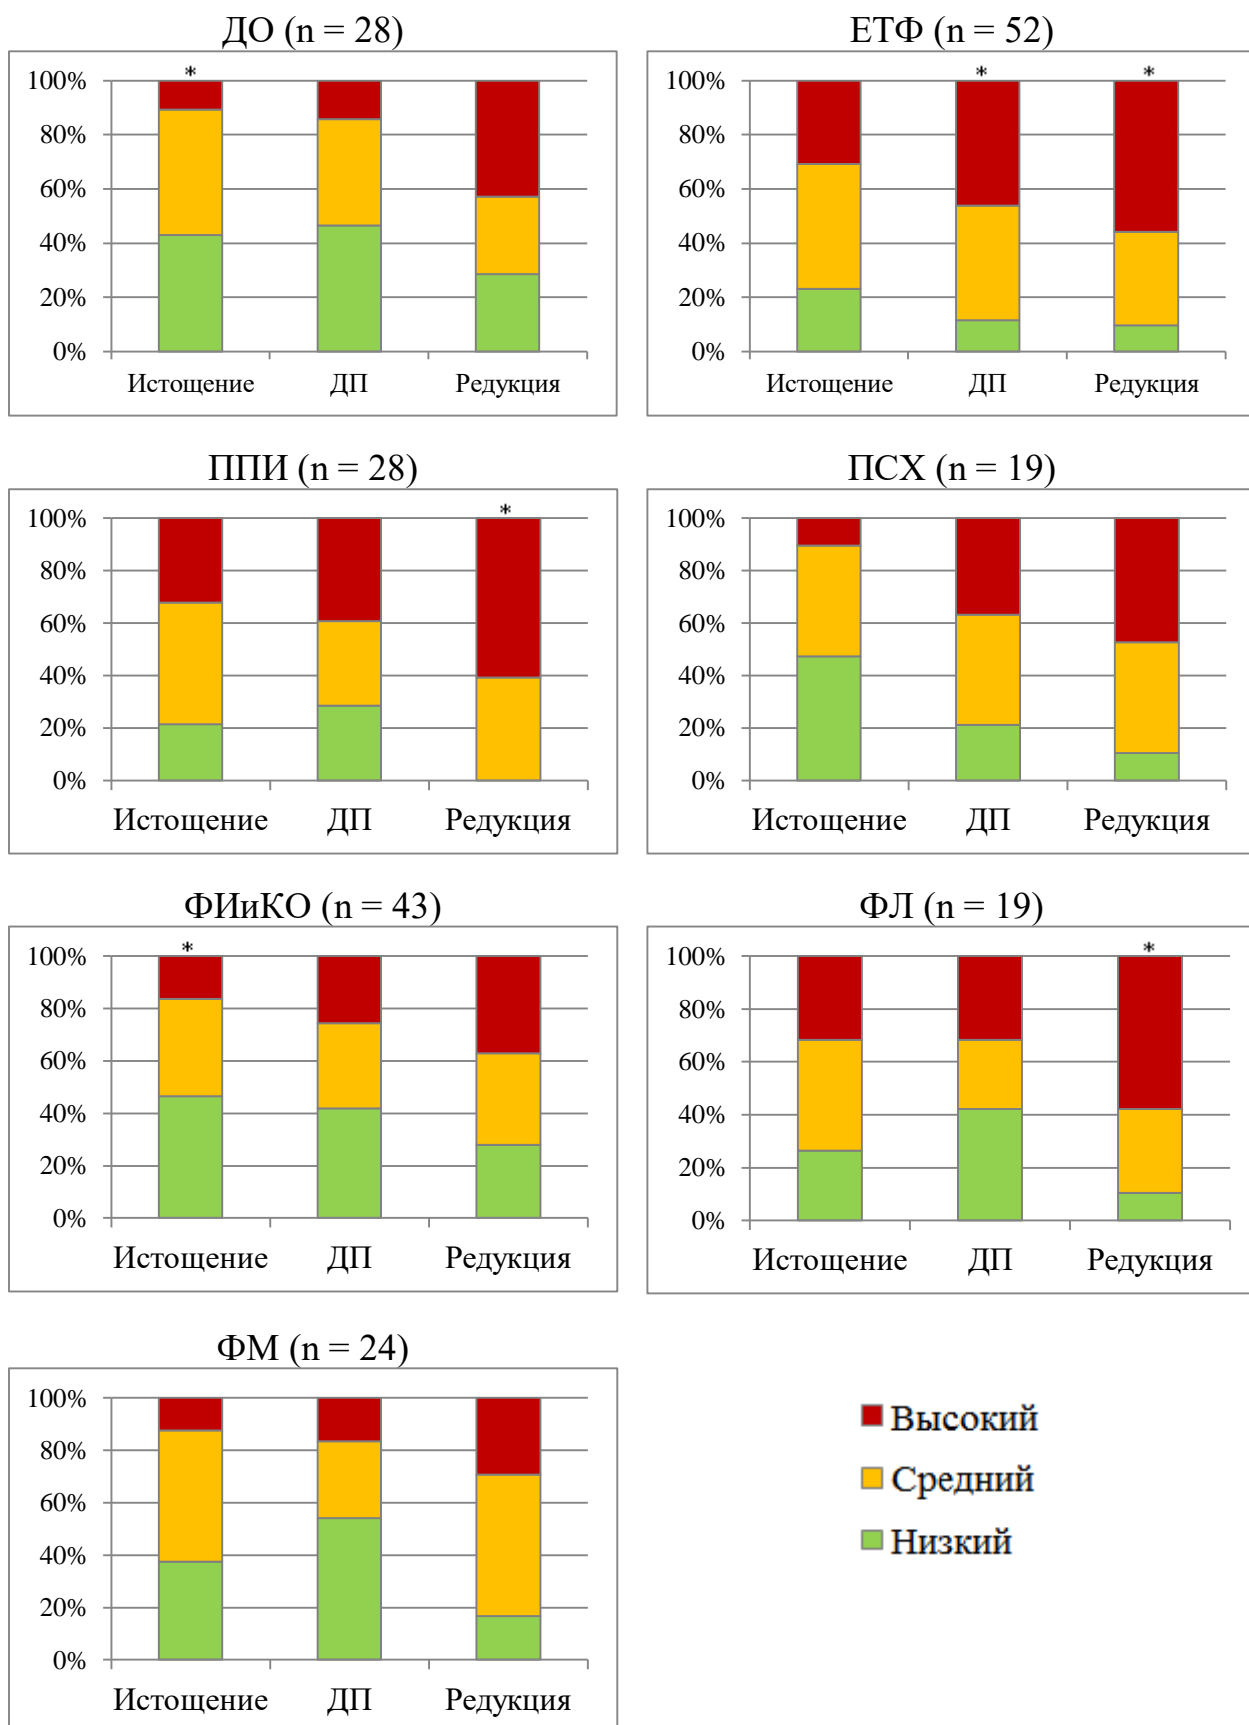 ДО (n = 28)
*
100%
80%
60%
40%
20%
0%
Истощение ДП Редукция
ЕТФ (n = 52)
* *
100%
80%
60%
40%
20%
0%
Истощение ДП Редукция
ППИ (n = 28)
*
100%
80%
60%
40%
20%
0%
Истощение ДП Редукция
ПСХ (n = 19)
100%
80%
60%
40%
20%
0%
Истощение ДП Редукция
ФИиКО (n = 43)
*
100%
80%
60%
40%
20%
0%
Истощение ДП Редукция
ФЛ (n = 19)
*
100%
80%
60%
40%
20%
0%
Истощение ДП Редукция
ФМ (n = 24)
100%
80%
60%
40%
20%
0%
Истощение ДП Редукция
Высокий
Средний
Низкий